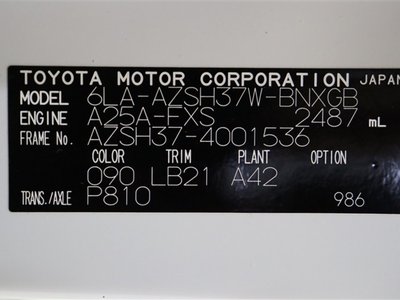 TOYOTA MOTOR CORPORATION JAPAN
MODEL 6LA-AZSH37W-BNXGB
ENGINE A25A-FXS 2487 mL
FRAME No. AZSH37-4001536
COLOR TRIM PLANT OPTION
090 LB21 A42
TRANS./AXLE P810 986